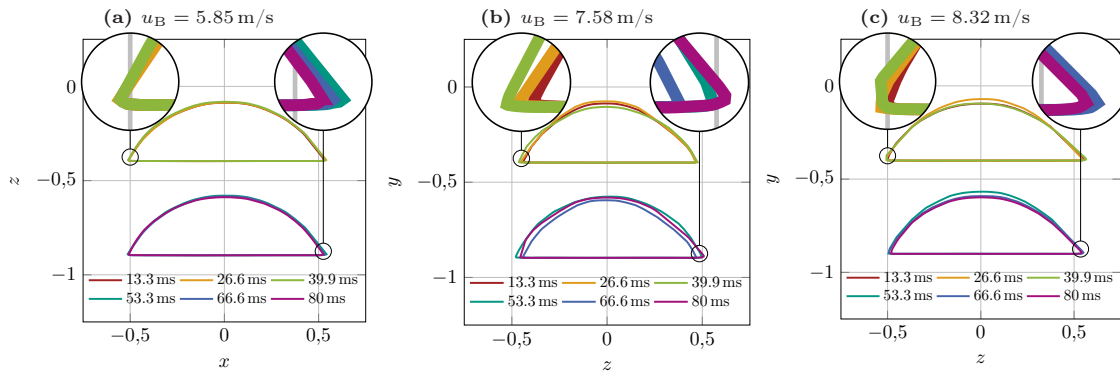 (a) u_B = 5.85 m/s
(b) u_B = 7.58 m/s
(c) u_B = 8.32 m/s
0
−0,5
−1
z
13.3 ms 26.6 ms 39.9 ms
53.3 ms 66.6 ms 80 ms
−0,5 0 0,5
x
0
−0,5
−1
y
13.3 ms 26.6 ms 39.9 ms
53.3 ms 66.6 ms 80 ms
−0,5 0 0,5
z
0
−0,5
−1
y
13.3 ms 26.6 ms 39.9 ms
53.3 ms 66.6 ms 80 ms
−0,5 0 0,5
z